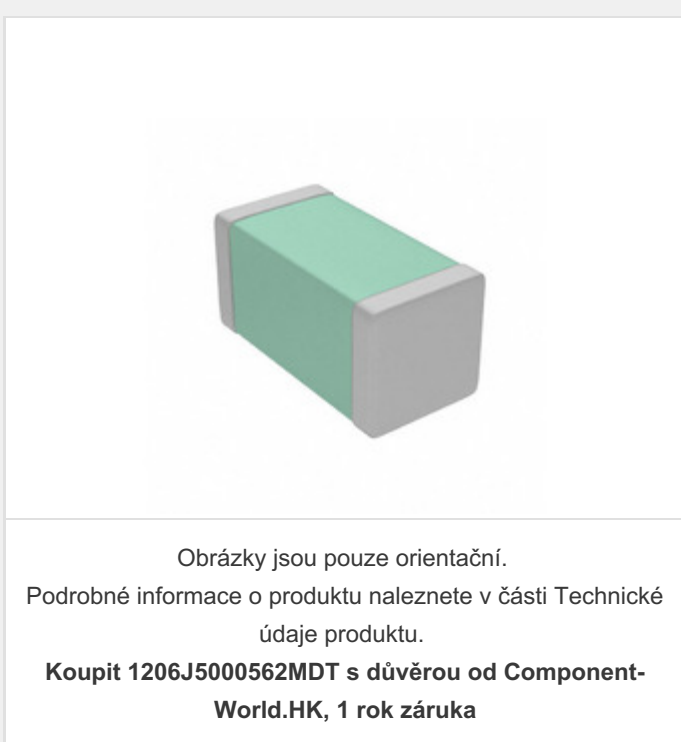 Obrázky jsou pouze orientační.
Podrobné informace o produktu naleznete v části Technické
údaje produktu.
Koupit 1206J5000562MDT s důvěrou od Component-
World.HK, 1 rok záruka